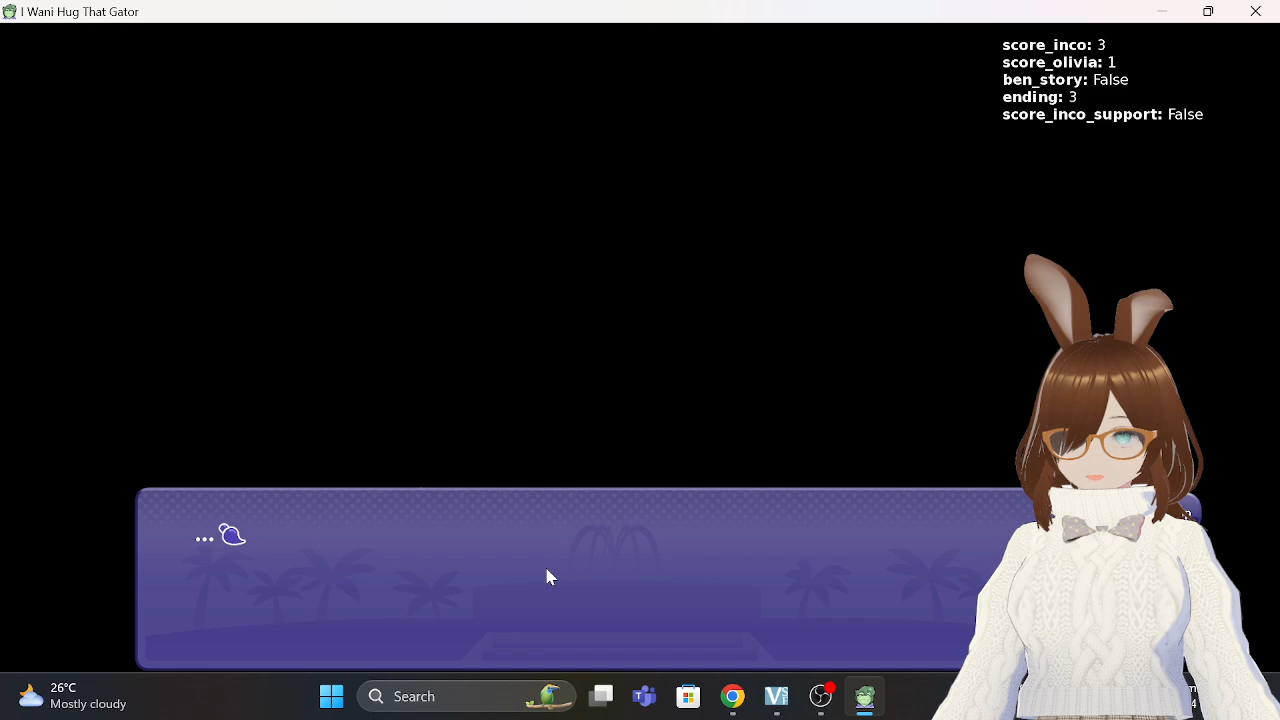 I Wani Hug That Gator
score_inco: 3
score_olivia: 1
ben_story: False
ending: 3
score_inco_support: False
...
26°C
Mostly cloudy
Search